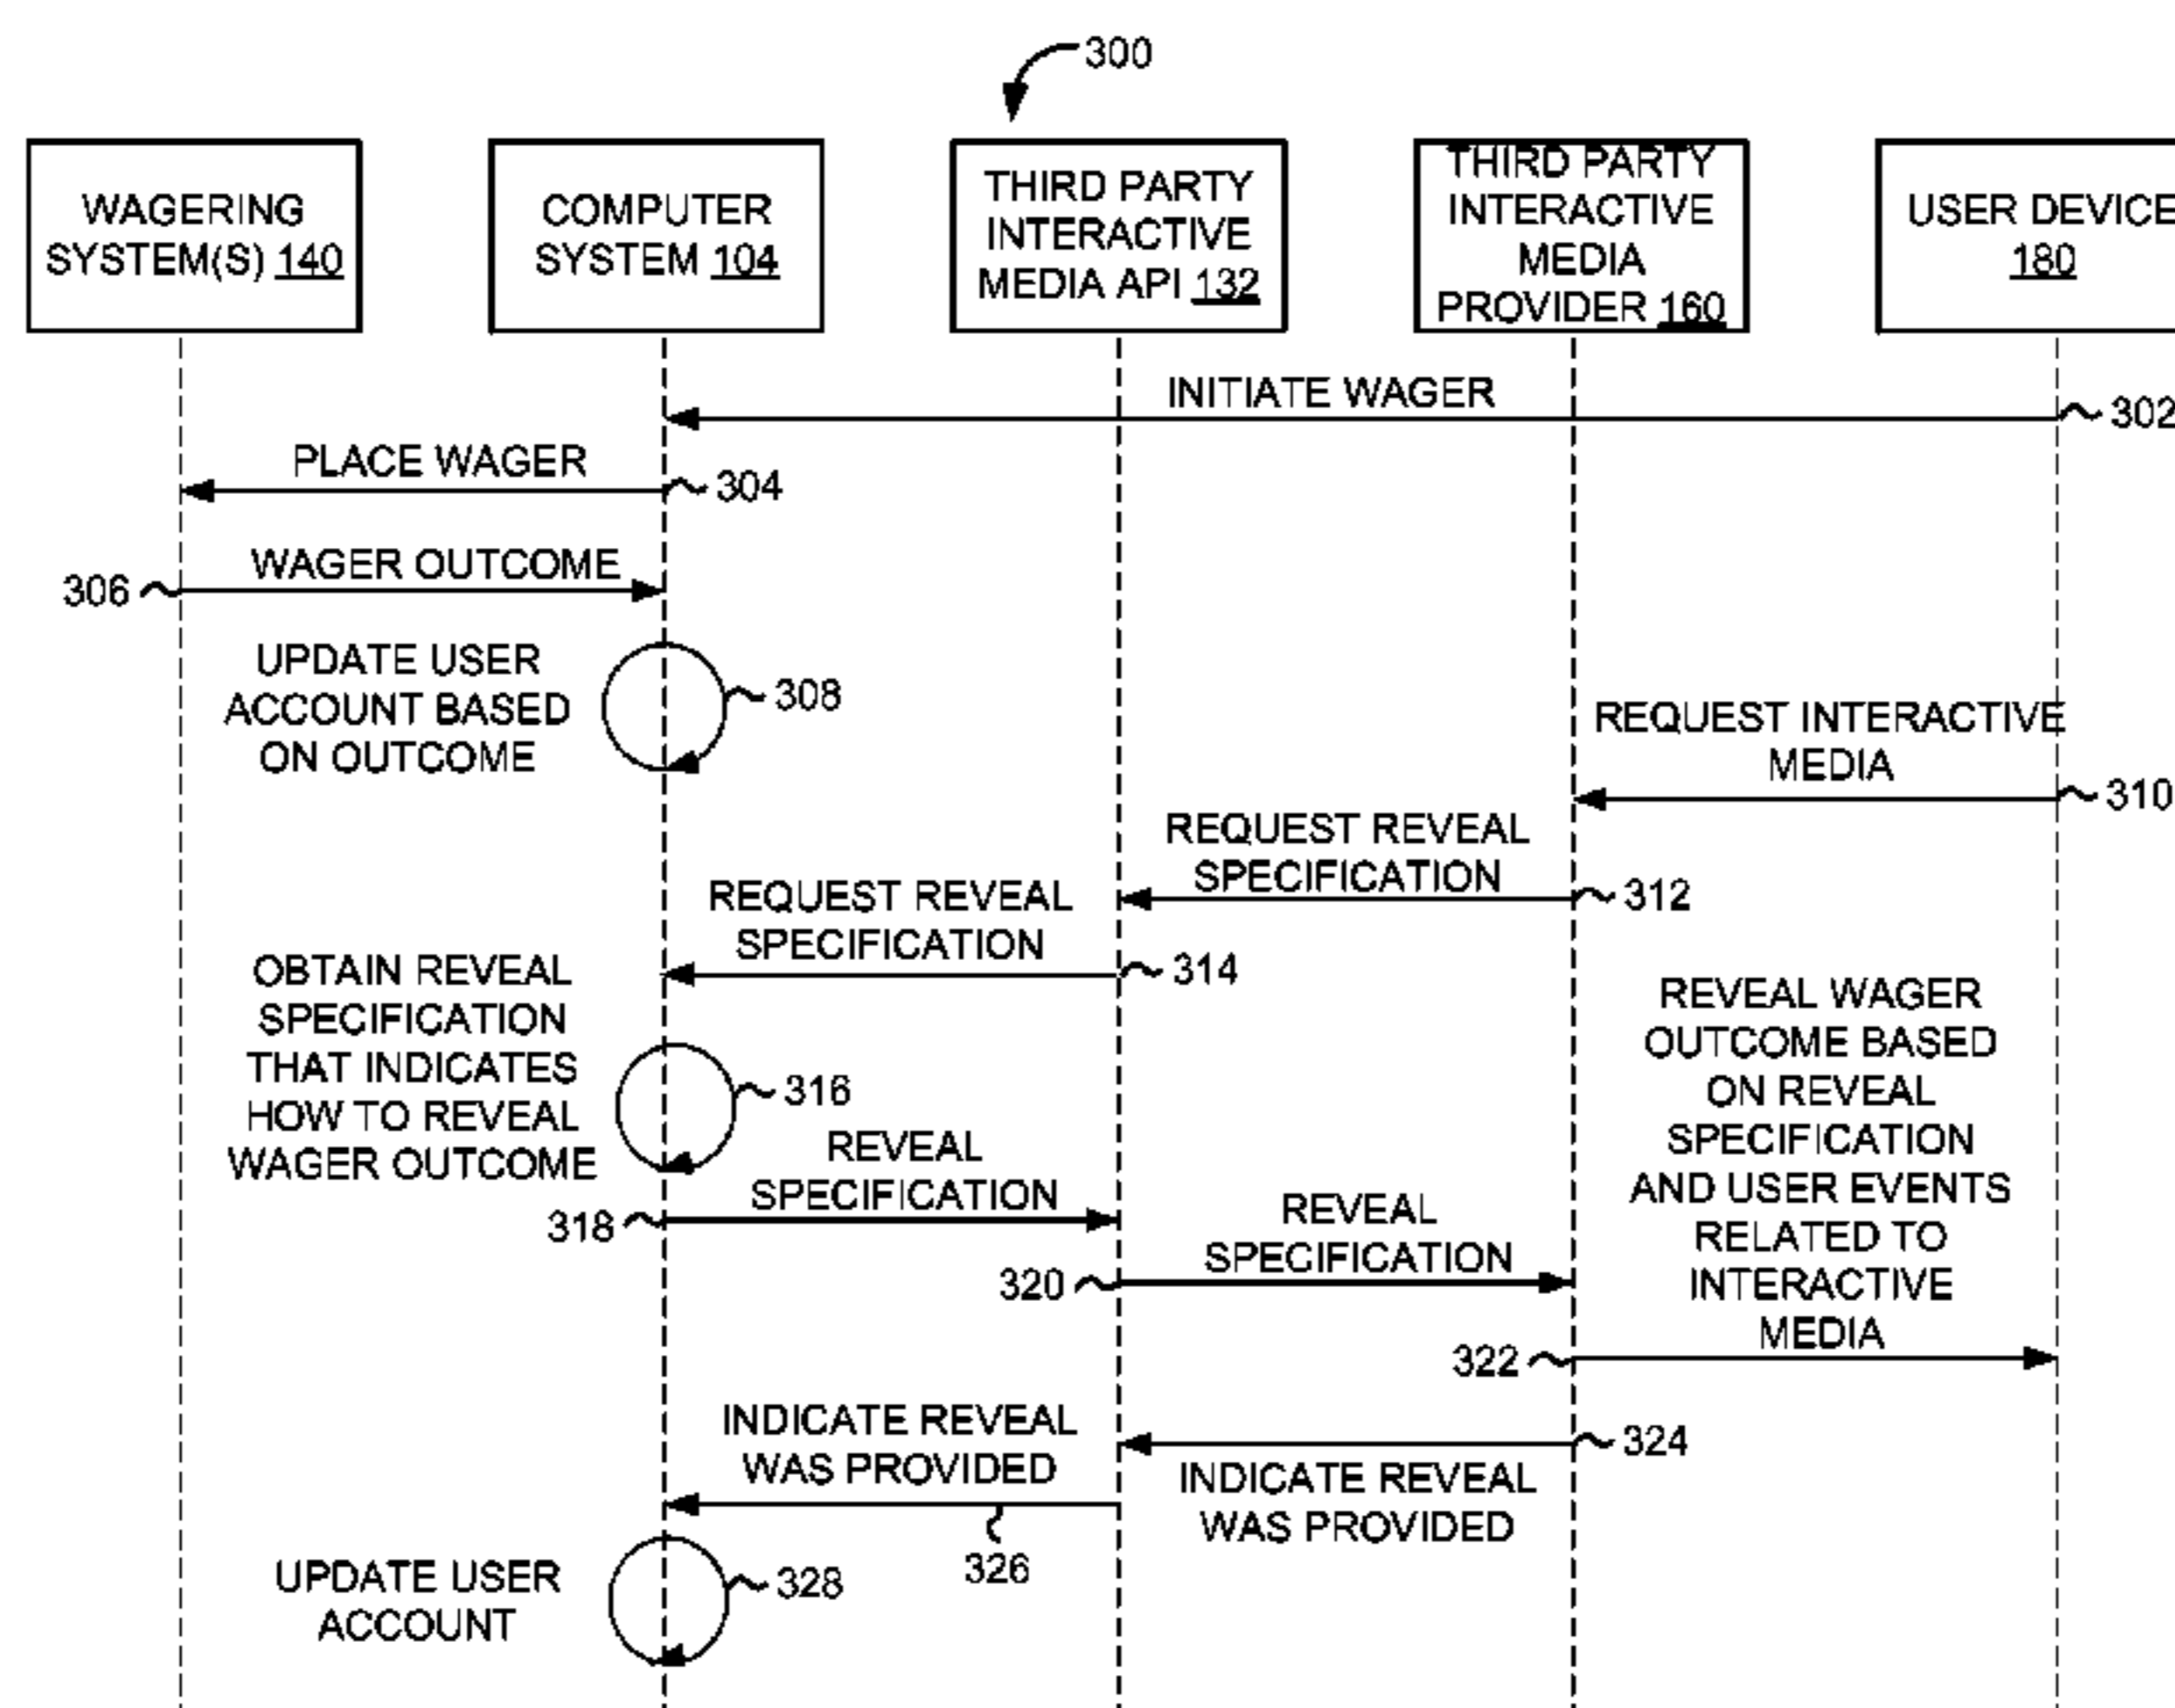 300
WAGERING
SYSTEM(S) 140
COMPUTER
SYSTEM 104
THIRD PARTY
INTERACTIVE
MEDIA API 132
THIRD PARTY
INTERACTIVE
MEDIA
PROVIDER 160
USER DEVICE
180
INITIATE WAGER
302
PLACE WAGER
304
WAGER OUTCOME
306
UPDATE USER
ACCOUNT BASED
ON OUTCOME
308
REQUEST INTERACTIVE
MEDIA
310
REQUEST REVEAL
SPECIFICATION
312
REQUEST REVEAL
SPECIFICATION
314
OBTAIN REVEAL
SPECIFICATION
THAT INDICATES
HOW TO REVEAL
WAGER OUTCOME
316
REVEAL
SPECIFICATION
318
REVEAL
SPECIFICATION
320
REVEAL WAGER
OUTCOME BASED
ON REVEAL
SPECIFICATION
AND USER EVENTS
RELATED TO
INTERACTIVE
MEDIA
322
INDICATE REVEAL
WAS PROVIDED
324
INDICATE REVEAL
WAS PROVIDED
326
UPDATE USER
ACCOUNT
328